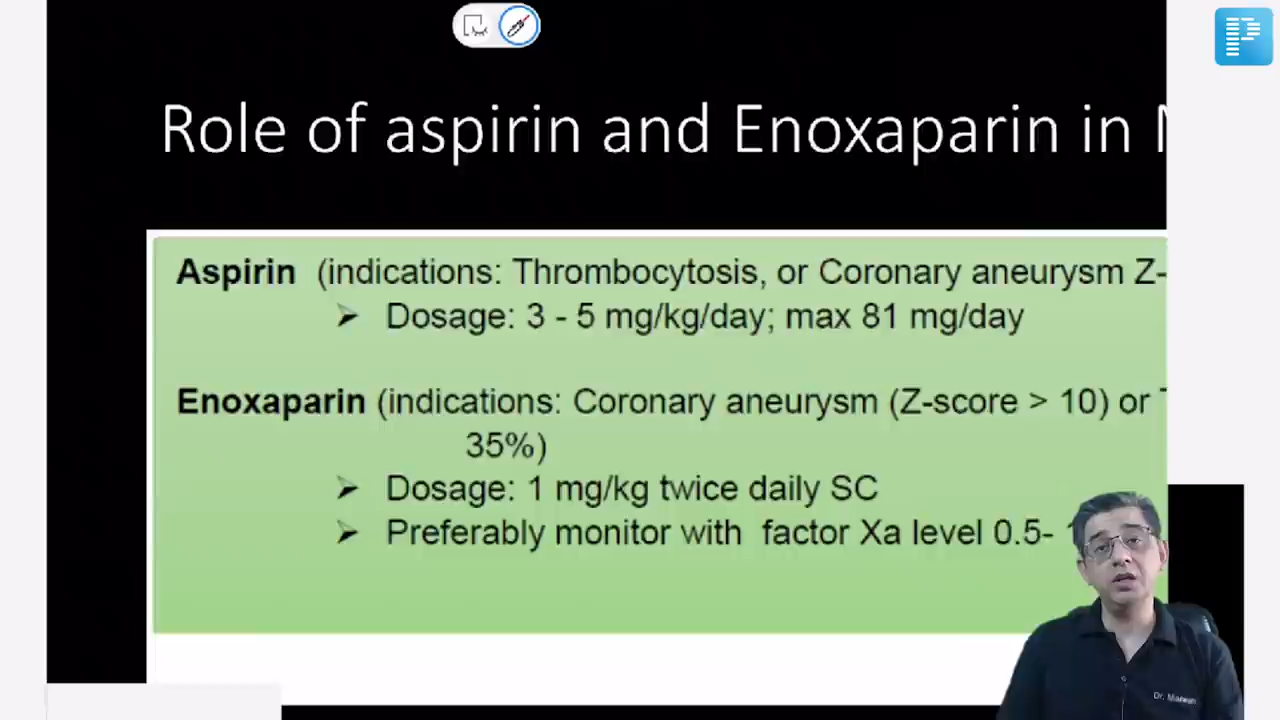 Role of aspirin and Enoxaparin in
Aspirin (indications: Thrombocytosis, or Coronary aneurysm Z-
➤ Dosage: 3 - 5 mg/kg/day; max 81 mg/day
Enoxaparin (indications: Coronary aneurysm (Z-score > 10) or
35%)
➤ Dosage: 1 mg/kg twice daily SC
➤ Preferably monitor with factor Xa level 0.5-
P